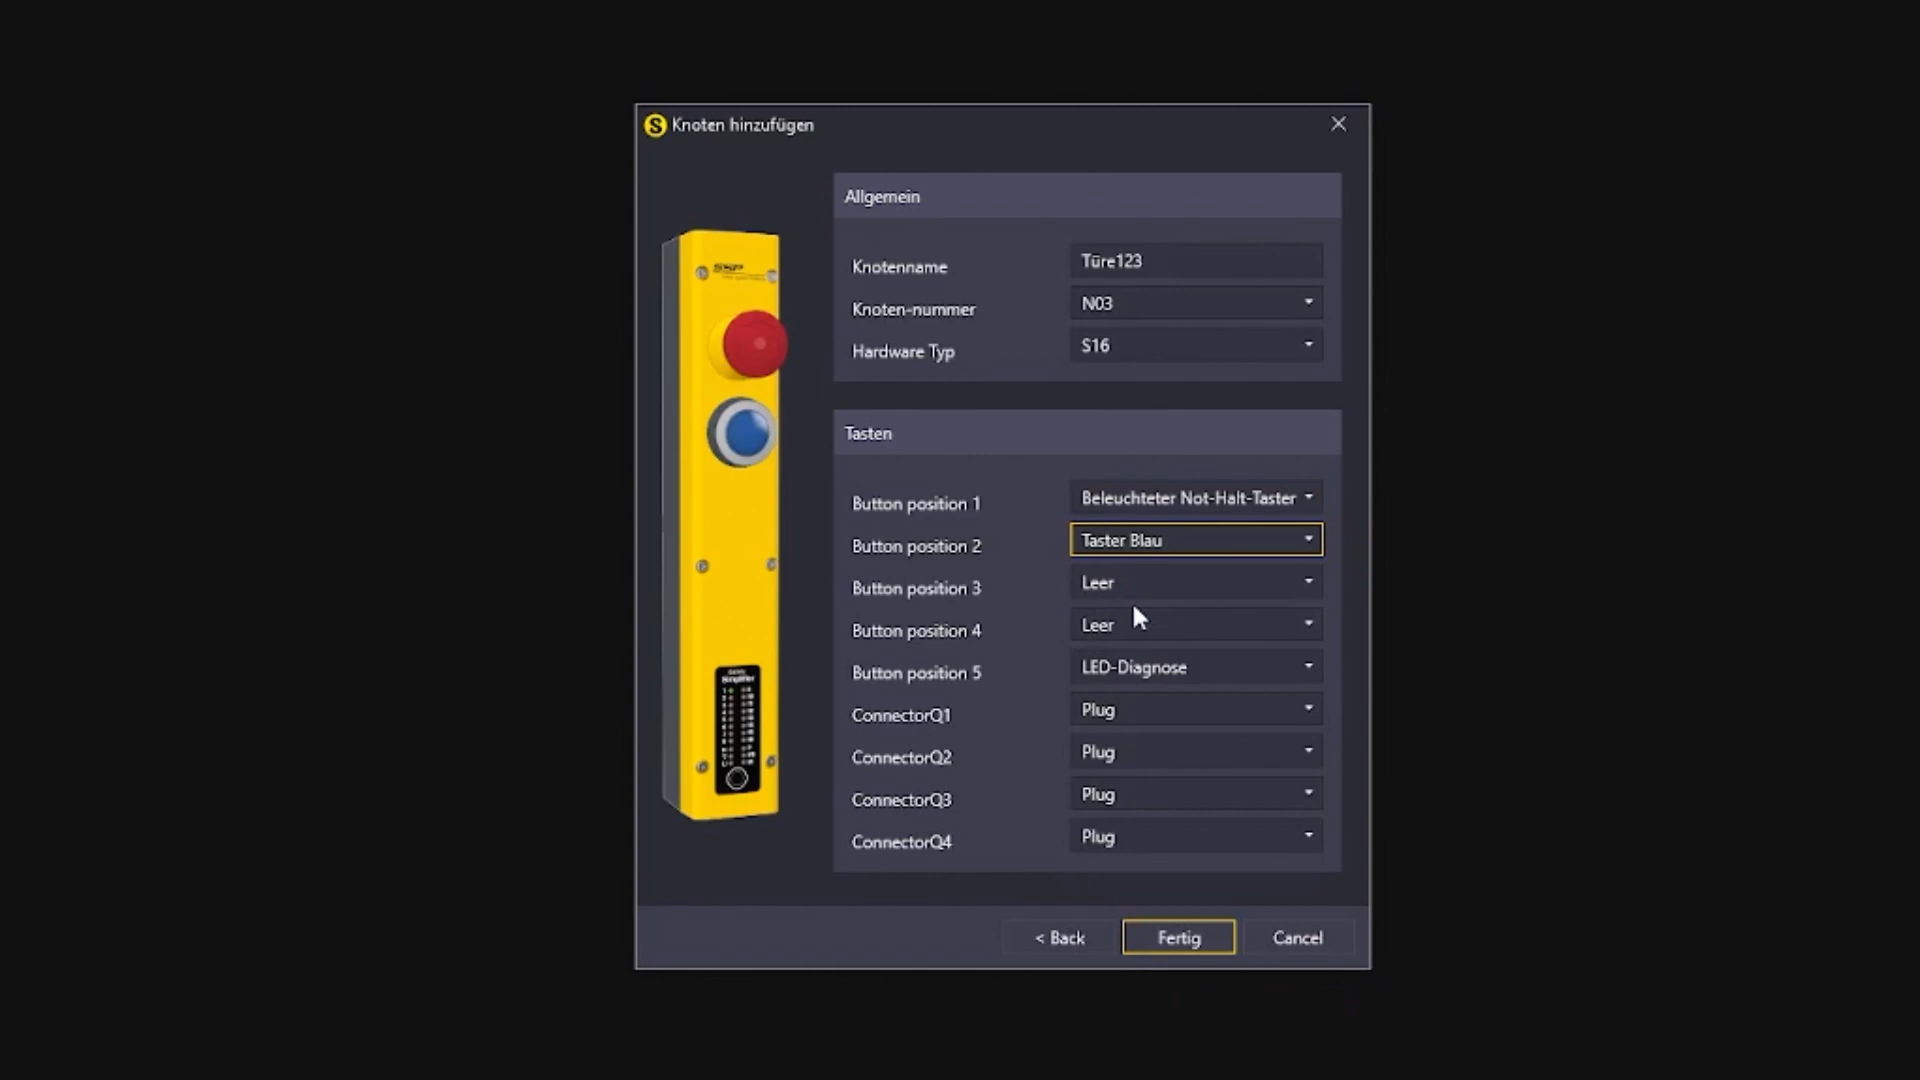 Knoten hinzufügen
Allgemein
Knotenname Türe123
Knoten-nummer N03
Hardware Typ S16
Tasten
Button position 1 Beleuchteter Not-Halt-Taster
Button position 2 Taster Blau
Button position 3 Leer
Button position 4 Leer
Button position 5 LED-Diagnose
ConnectorQ1 Plug
ConnectorQ2 Plug
ConnectorQ3 Plug
ConnectorQ4 Plug
< Back Fertig Cancel